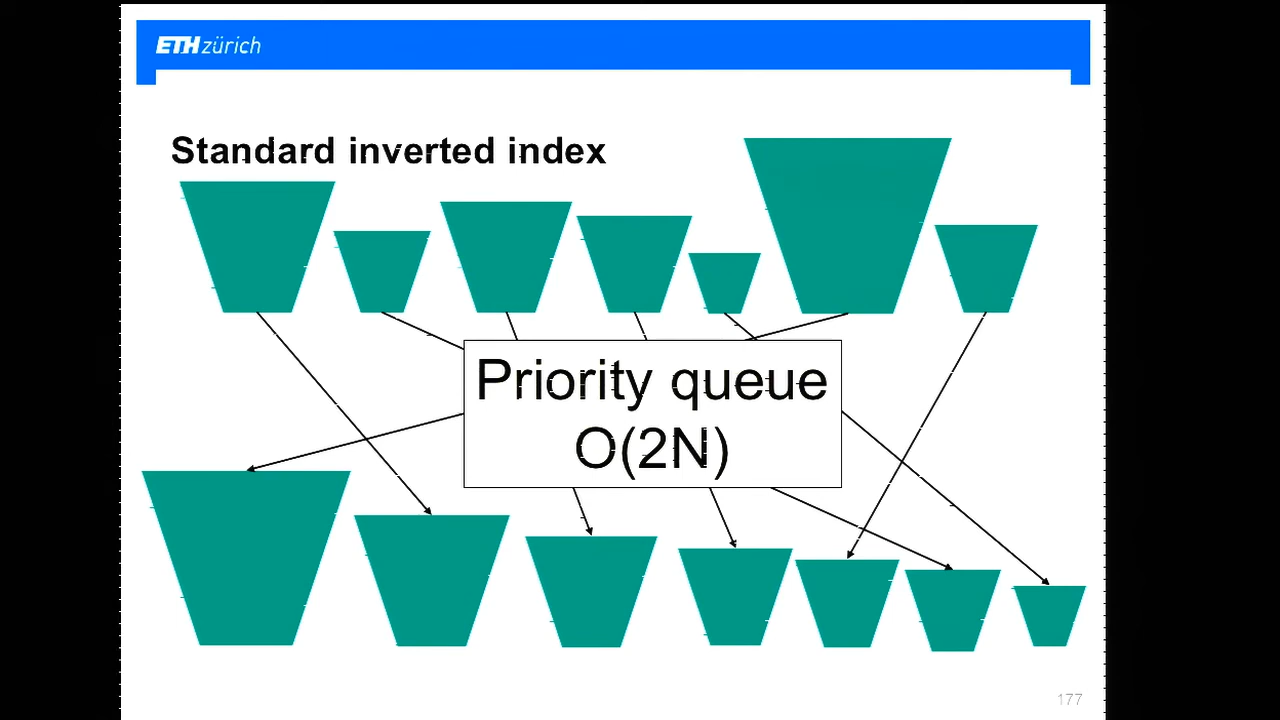 ETH zürich
Standard inverted index
Priority queue
O(2N)
177